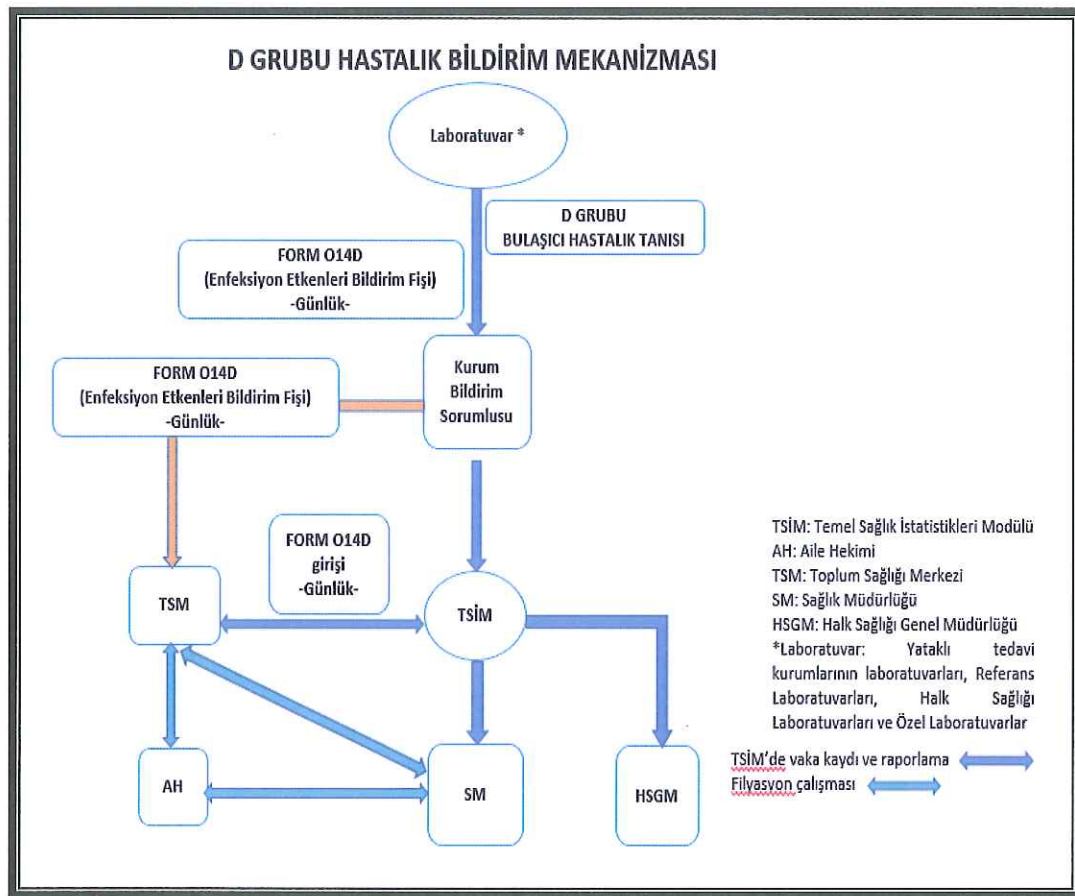 D GRUBU HASTALIK BİLDİRİM MEKANİZMASI
Laboratuvar *
D GRUBU
BULAŞICI HASTALIK TANISI
FORM O14D
(Enfeksiyon Etkenleri Bildirim Fişi)
-Günlük-
Kurum
Bildirim
Sorumlusu
FORM O14D
(Enfeksiyon Etkenleri Bildirim Fişi)
-Günlük-
FORM O14D
girişi
-Günlük-
TSM
TSİM
AH
SM
HSGM
TSİM: Temel Sağlık İstatistikleri Modülü
AH: Aile Hekimi
TSM: Toplum Sağlığı Merkezi
SM: Sağlık Müdürlüğü
HSGM: Halk Sağlığı Genel Müdürlüğü
*Laboratuvar: Yataklı tedavi
kurumlarının laboratuvarları, Referans
Laboratuvarları, Halk Sağlığı
Laboratuvarları ve Özel Laboratuvarlar
TSİM'de vaka kaydı ve raporlama
Filyasyon çalışması